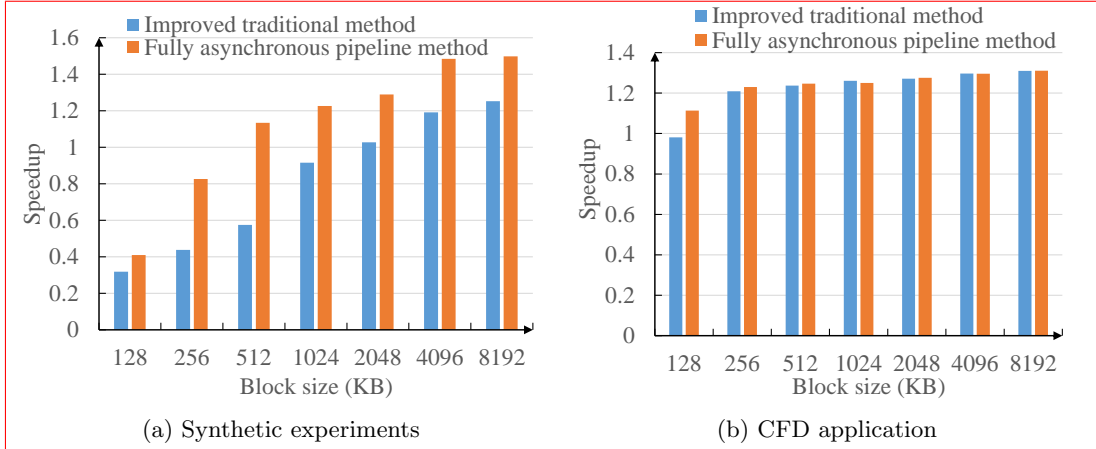 Improved traditional method
Fully asynchronous pipeline method
1.6
1.4
1.2
1
0.8
0.6
0.4
0.2
0
Speedup
128 256 512 1024 2048 4096 8192
Block size (KB)
(a) Synthetic experiments
Improved traditional method
Fully asynchronous pipeline method
1.4
1.2
1
0.8
0.6
0.4
0.2
0
Speedup
128 256 512 1024 2048 4096 8192
Block size (KB)
(b) CFD application